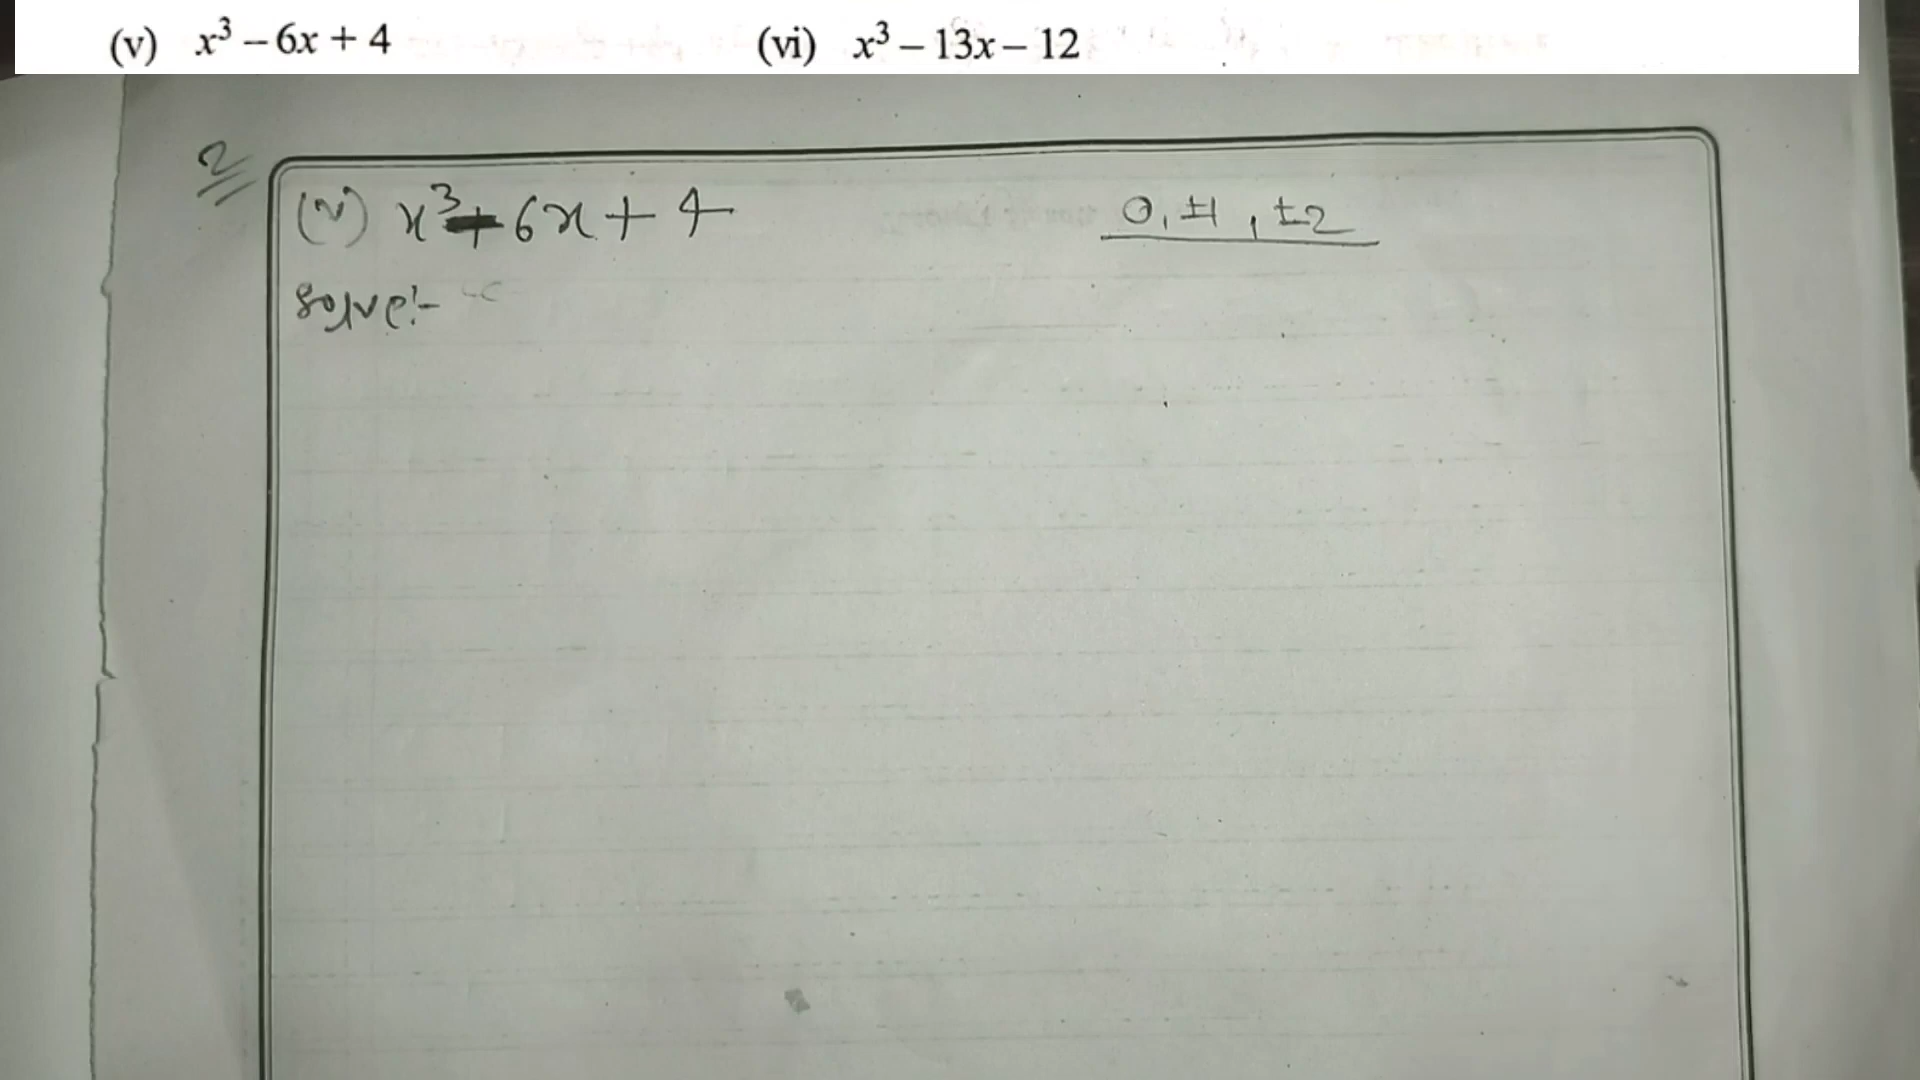 (v) x³ – 6x + 4
(vi) x³ – 13x – 12
2
(v) x³ - 6x + 4
0, ±1, ±2
Solve:-